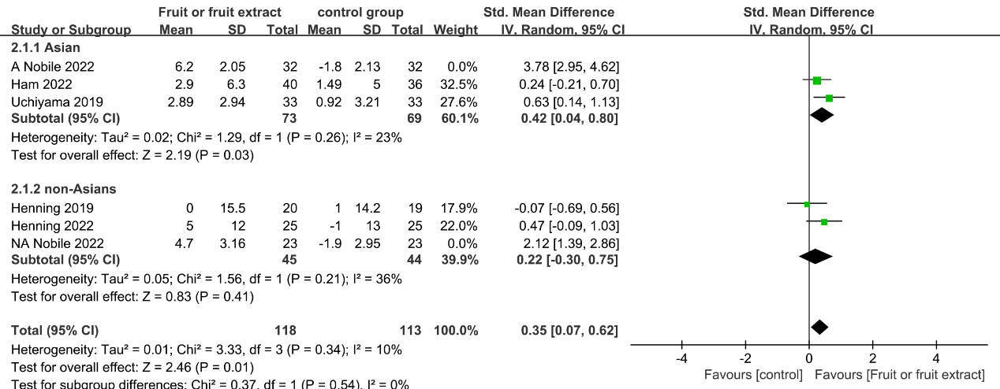 Fruit or fruit extract control group Std. Mean Difference Std. Mean Difference
Study or Subgroup Mean SD Total Mean SD Total Weight IV, Random, 95% CI IV, Random, 95% CI
2.1.1 Asian
A Nobile 2022 6.2 2.05 32 -1.8 2.13 32 0.0% 3.78 [2.95, 4.62]
Ham 2022 2.9 6.3 40 1.49 5 36 32.5% 0.24 [-0.21, 0.70]
Uchiyama 2019 2.89 2.94 33 0.92 3.21 33 27.6% 0.63 [0.14, 1.13]
Subtotal (95% CI) 73 69 60.1% 0.42 [0.04, 0.80]
Heterogeneity: Tau² = 0.02; Chi² = 1.29, df = 1 (P = 0.26); I² = 23%
Test for overall effect: Z = 2.19 (P = 0.03)
2.1.2 non-Asians
Henning 2019 0 15.5 20 1 14.2 19 17.9% -0.07 [-0.69, 0.56]
Henning 2022 5 12 25 -1 13 25 22.0% 0.47 [-0.09, 1.03]
NA Nobile 2022 4.7 3.16 23 -1.9 2.95 23 0.0% 2.12 [1.39, 2.86]
Subtotal (95% CI) 45 44 39.9% 0.22 [-0.30, 0.75]
Heterogeneity: Tau² = 0.05; Chi² = 1.56, df = 1 (P = 0.21); I² = 36%
Test for overall effect: Z = 0.83 (P = 0.41)
Total (95% CI) 118 113 100.0% 0.35 [0.07, 0.62]
Heterogeneity: Tau² = 0.01; Chi² = 3.33, df = 3 (P = 0.34); I² = 10%
Test for overall effect: Z = 2.46 (P = 0.01)
Test for subgroup differences: Chi² = 0.37, df = 1 (P = 0.54), I² = 0%
-4 -2 0 2 4
Favours [control] Favours [Fruit or fruit extract]